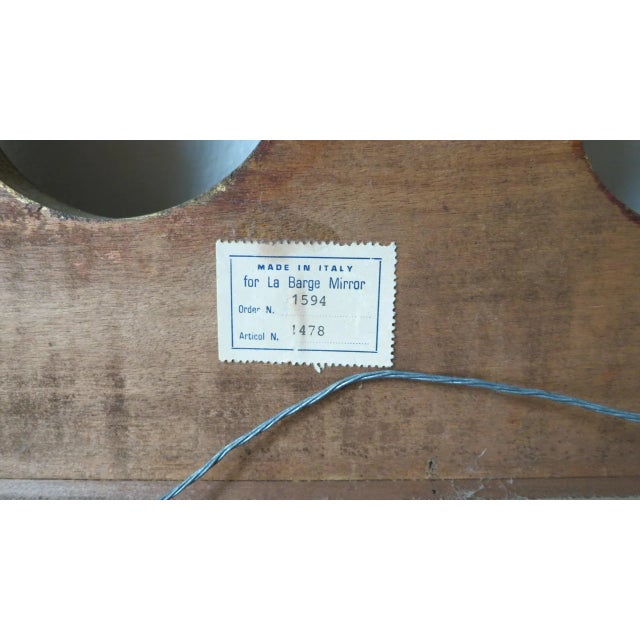 MADE IN ITALY
for La Barge Mirror
Order N. 1594
Articol N. 1478